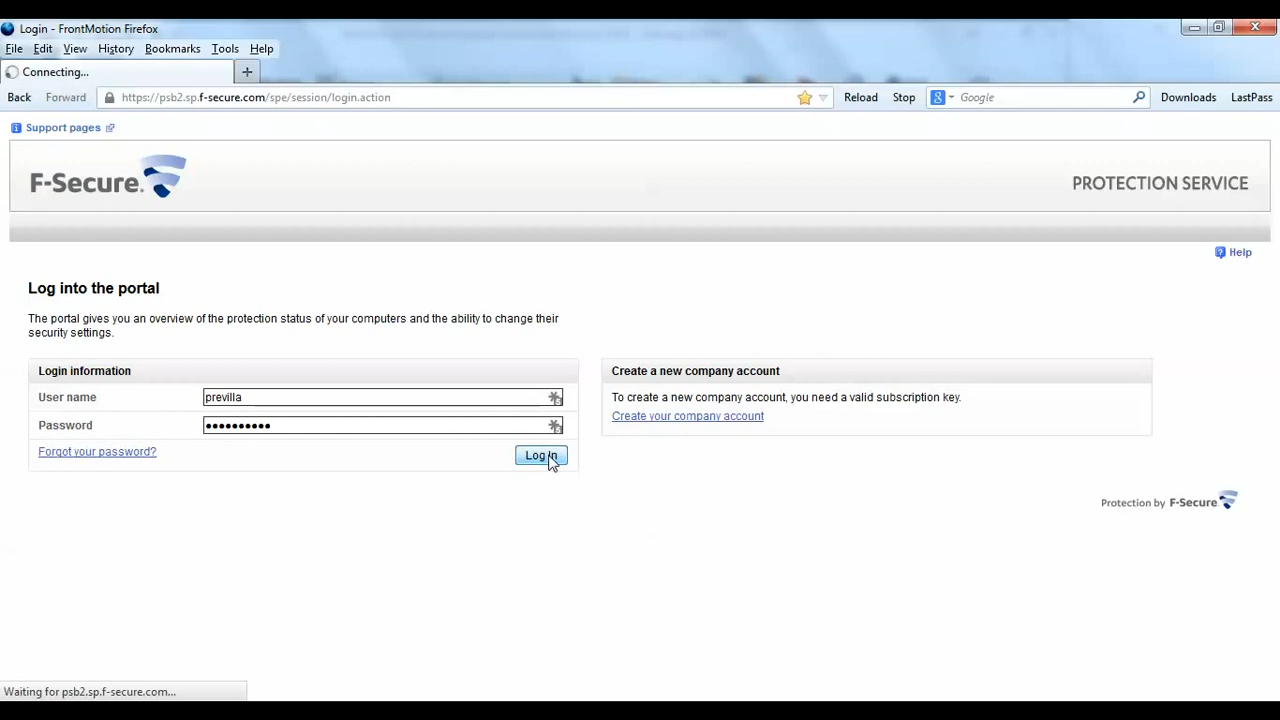 Login - FrontMotion Firefox
File Edit View History Bookmarks Tools Help
Connecting...
Back Forward https://psb2.sp.f-secure.com/spe/session/login.action Google Reload Stop Downloads LastPass
Support pages
F-Secure. PROTECTION SERVICE
Help
Log into the portal
The portal gives you an overview of the protection status of your computers and the ability to change their
security settings.
Login information
User name previlla
Password ••••••••••
Forgot your password? Log In
Create a new company account
To create a new company account, you need a valid subscription key.
Create your company account
Protection by F-Secure.
Waiting for psb2.sp.f-secure.com...